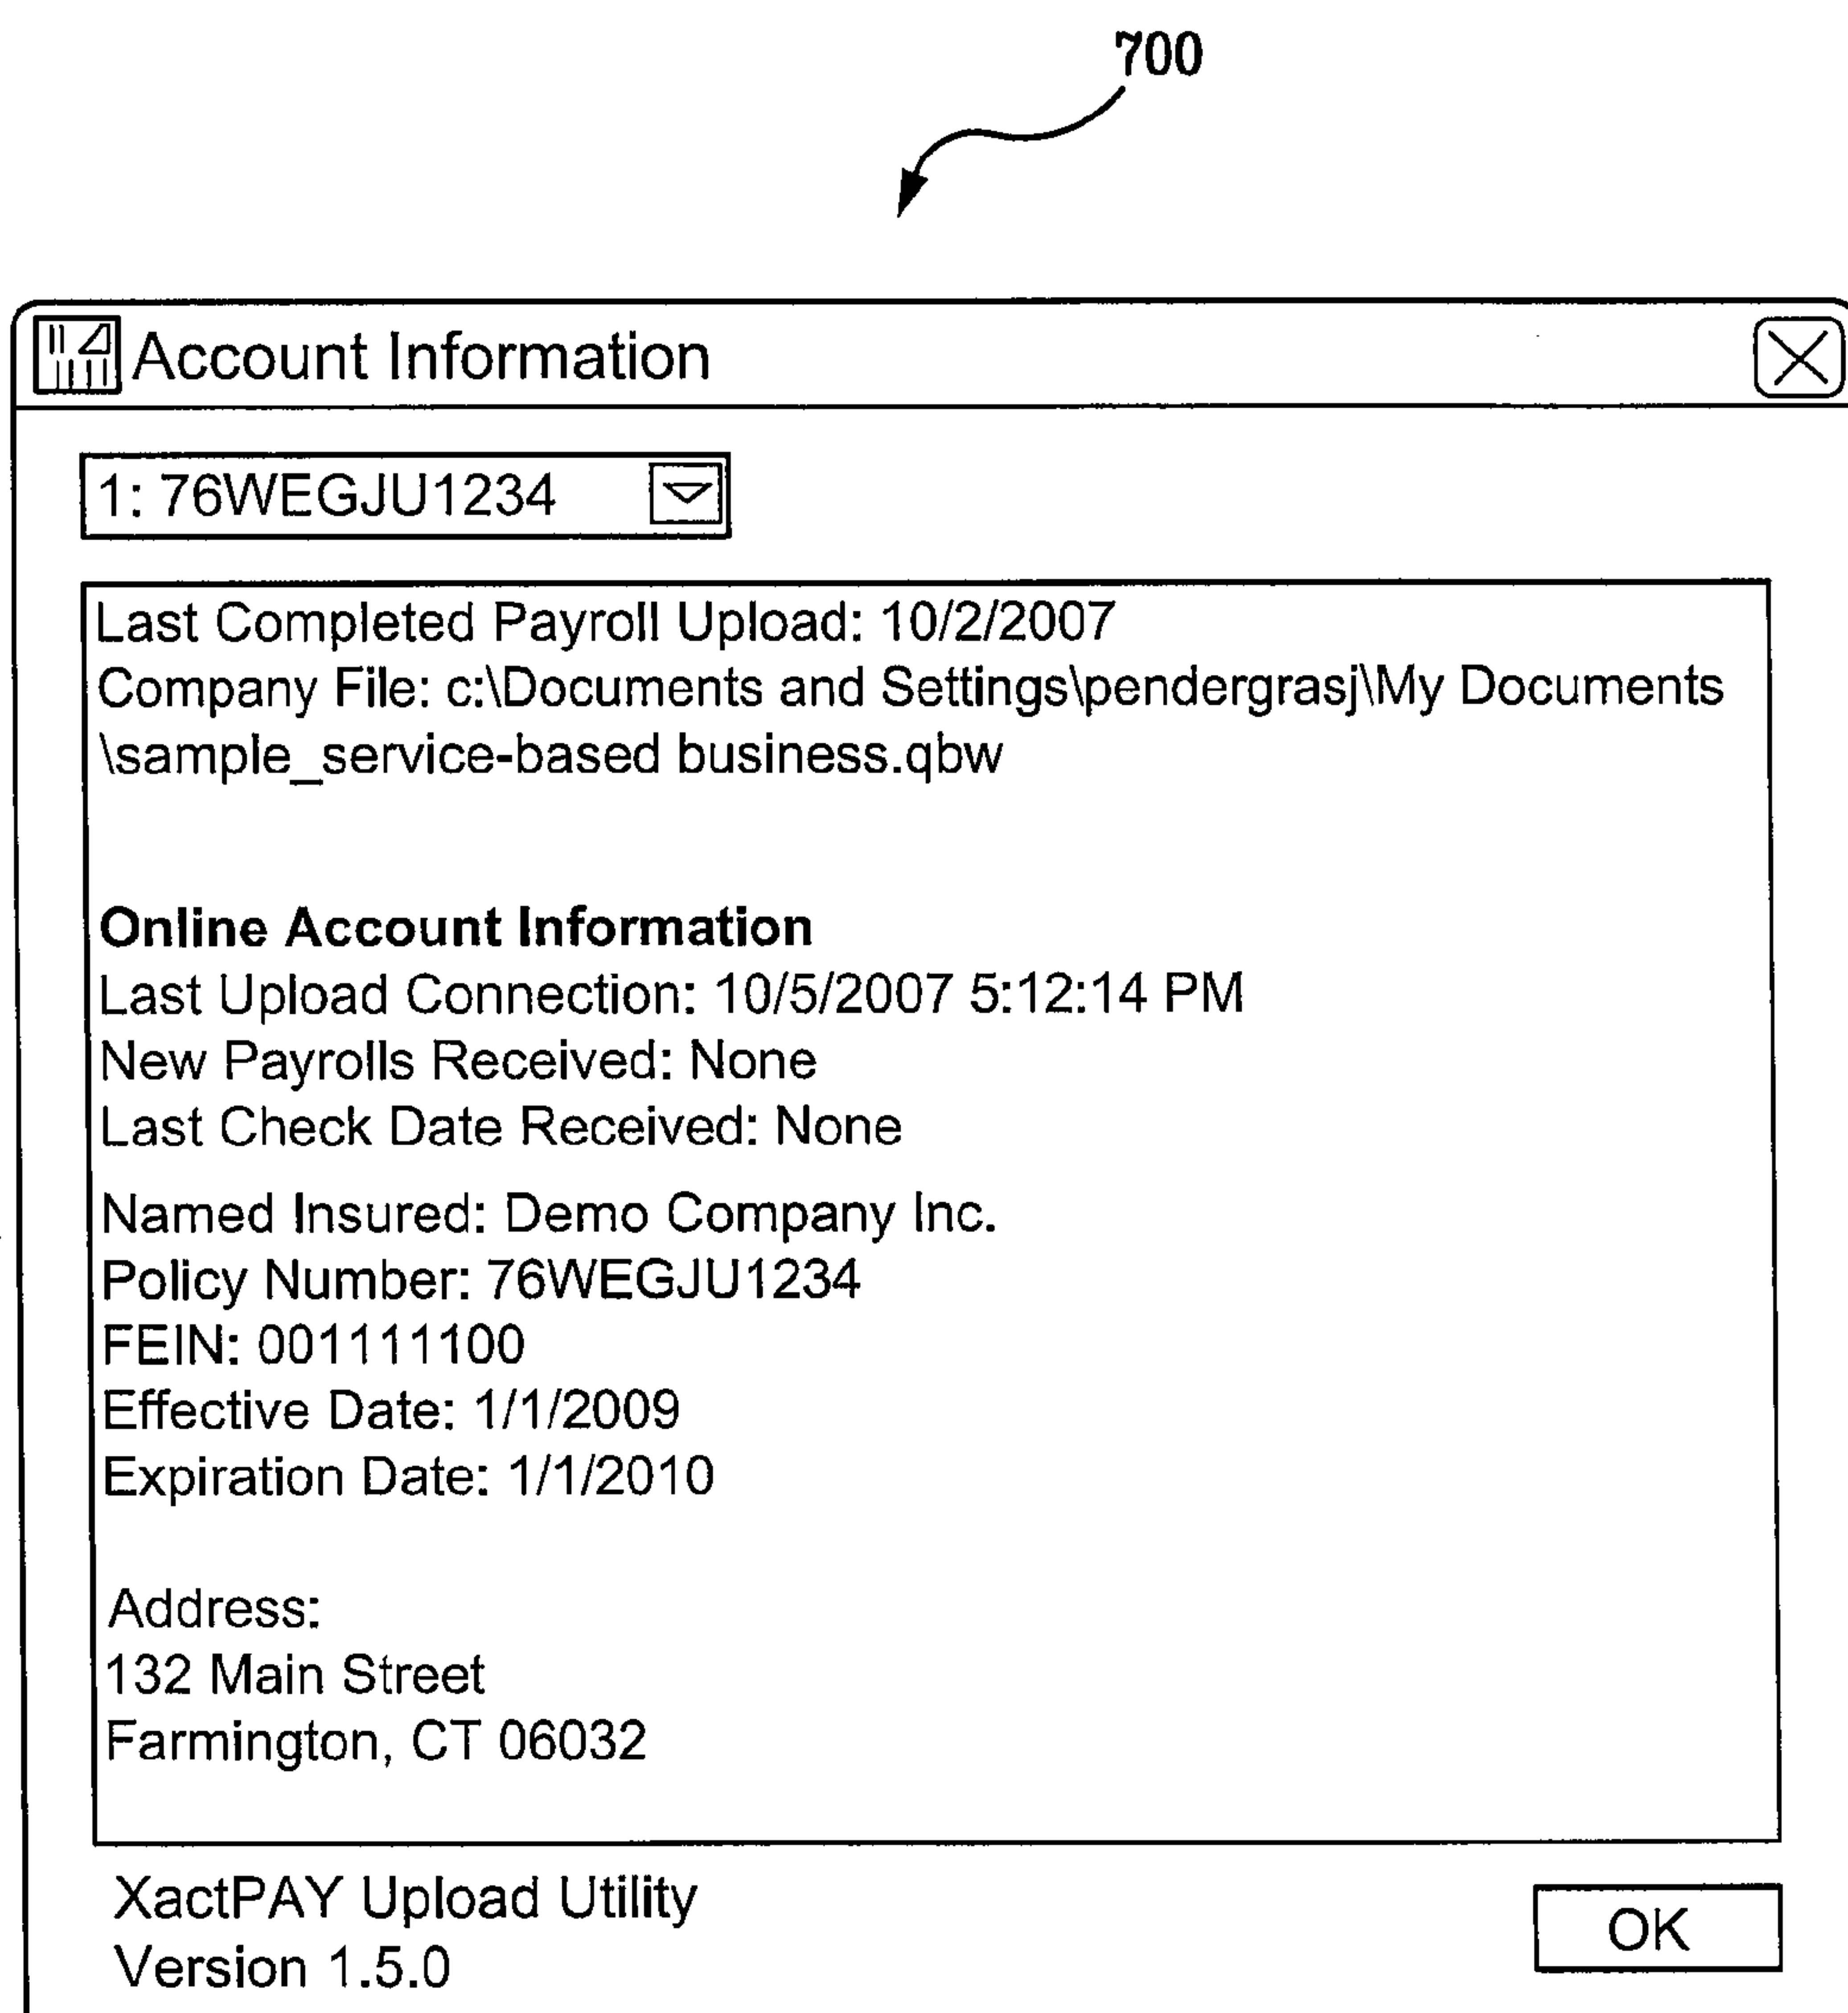 700
Account Information
1: 76WEGJU1234
Last Completed Payroll Upload: 10/2/2007
Company File: c:\Documents and Settings\pendergrasj\My Documents
\sample_service-based business.qbw
Online Account Information
Last Upload Connection: 10/5/2007 5:12:14 PM
New Payrolls Received: None
Last Check Date Received: None
Named Insured: Demo Company Inc.
Policy Number: 76WEGJU1234
FEIN: 001111100
Effective Date: 1/1/2009
Expiration Date: 1/1/2010
Address:
132 Main Street
Farmington, CT 06032
XactPAY Upload Utility
Version 1.5.0
OK